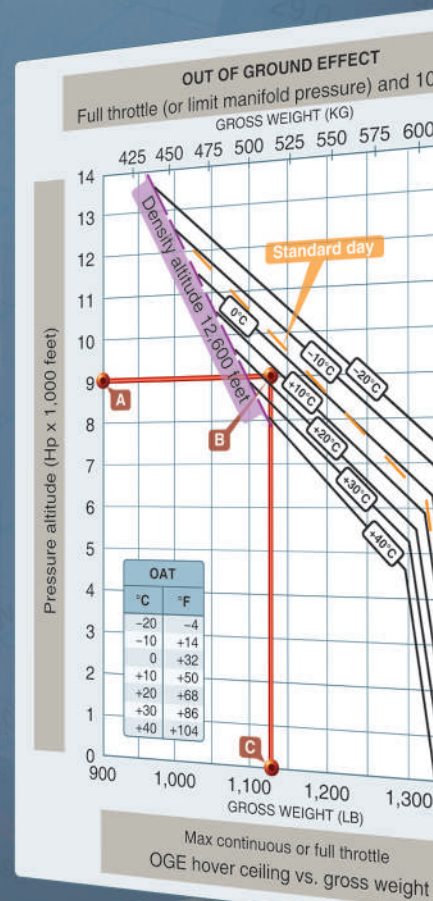 OUT OF GROUND EFFECT
Full throttle (or limit manifold pressure) and 10
GROSS WEIGHT (KG)
425 450 475 500 525 550 575 600
14
13
12
11
10
9
8
7
6
5
4
3
2
1
0
Pressure altitude (Hp x 1,000 feet)
Density altitude 12,600 feet
Standard day
0°C
-10°C
-20°C
+10°C
+20°C
+30°C
+40°C
A
B
C
OAT
°C °F
-20 -4
-10 +14
0 +32
+10 +50
+20 +68
+30 +86
+40 +104
900 1,000 1,100 1,200 1,300
GROSS WEIGHT (LB)
Max continuous or full throttle
OGE hover ceiling vs. gross weight